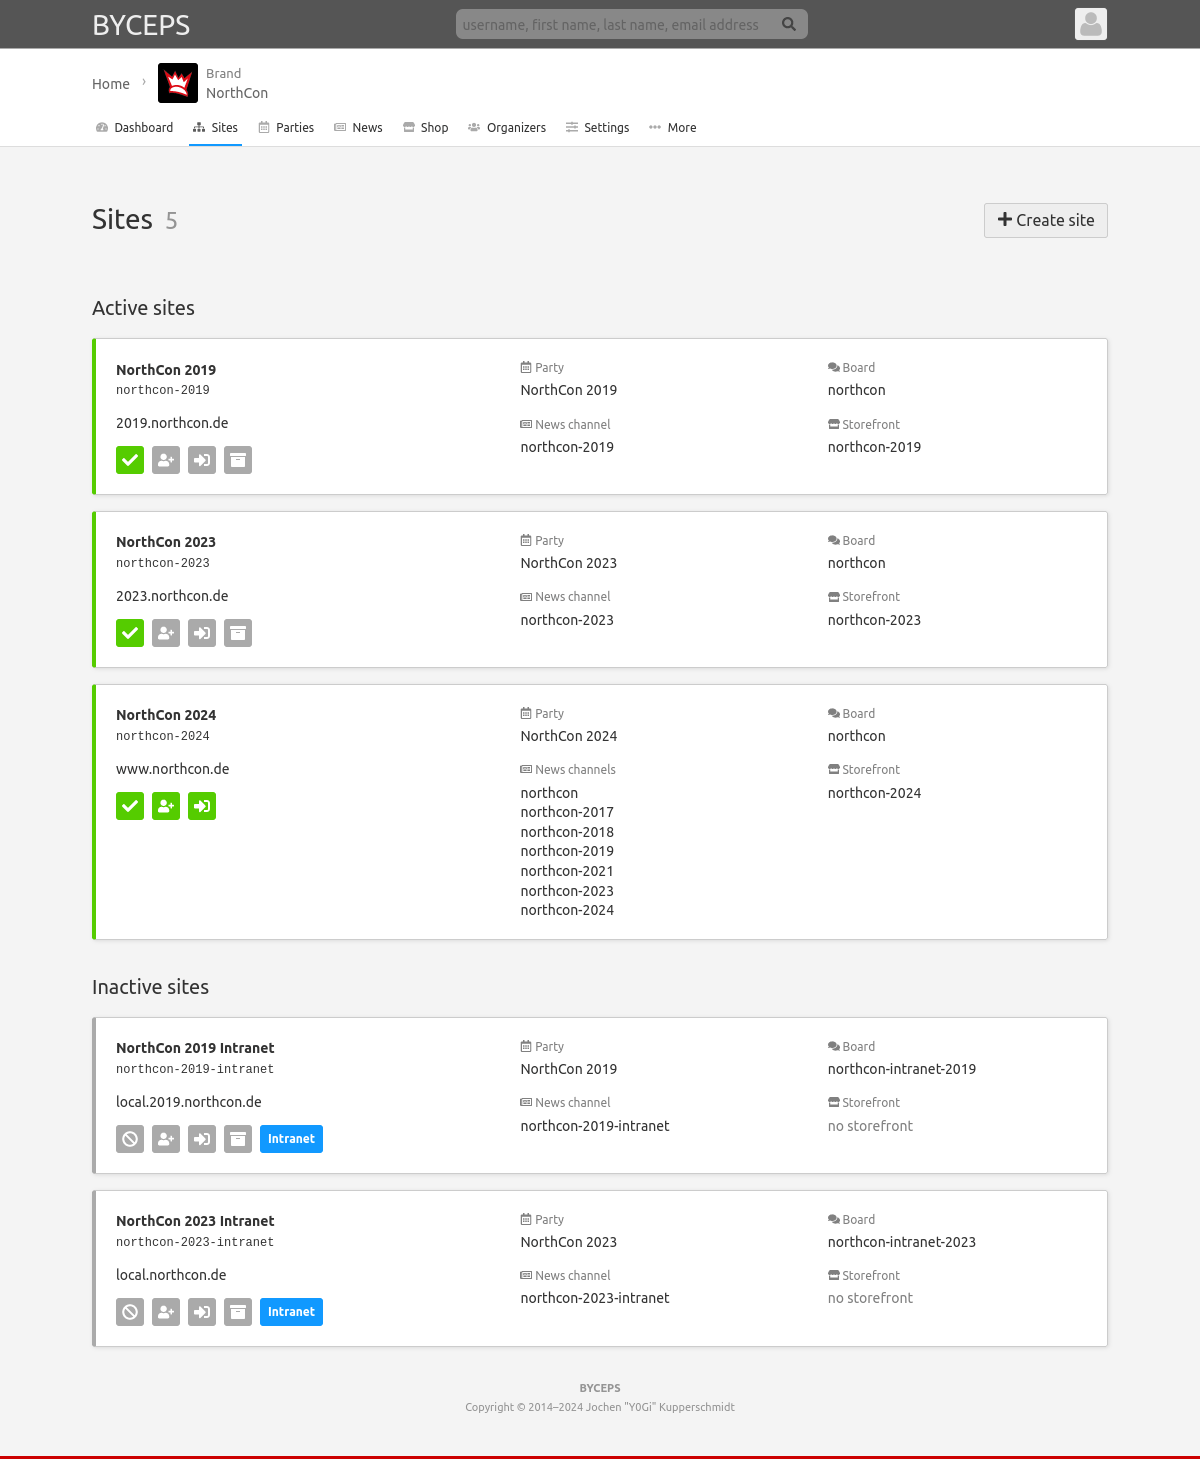 BYCEPS
username, first name, last name, email address
Home
Brand
NorthCon
Dashboard Sites Parties News Shop Organizers Settings More
Sites 5
Create site
Active sites
NorthCon 2019
northcon-2019
2019.northcon.de
Party
NorthCon 2019
News channel
northcon-2019
Board
northcon
Storefront
northcon-2019
NorthCon 2023
northcon-2023
2023.northcon.de
Party
NorthCon 2023
News channel
northcon-2023
Board
northcon
Storefront
northcon-2023
NorthCon 2024
northcon-2024
www.northcon.de
Party
NorthCon 2024
News channels
northcon
northcon-2017
northcon-2018
northcon-2019
northcon-2021
northcon-2023
northcon-2024
Board
northcon
Storefront
northcon-2024
Inactive sites
NorthCon 2019 Intranet
northcon-2019-intranet
local.2019.northcon.de
Intranet
Party
NorthCon 2019
News channel
northcon-2019-intranet
Board
northcon-intranet-2019
Storefront
no storefront
NorthCon 2023 Intranet
northcon-2023-intranet
local.northcon.de
Intranet
Party
NorthCon 2023
News channel
northcon-2023-intranet
Board
northcon-intranet-2023
Storefront
no storefront
BYCEPS
Copyright © 2014–2024 Jochen "Y0Gi" Kupperschmidt